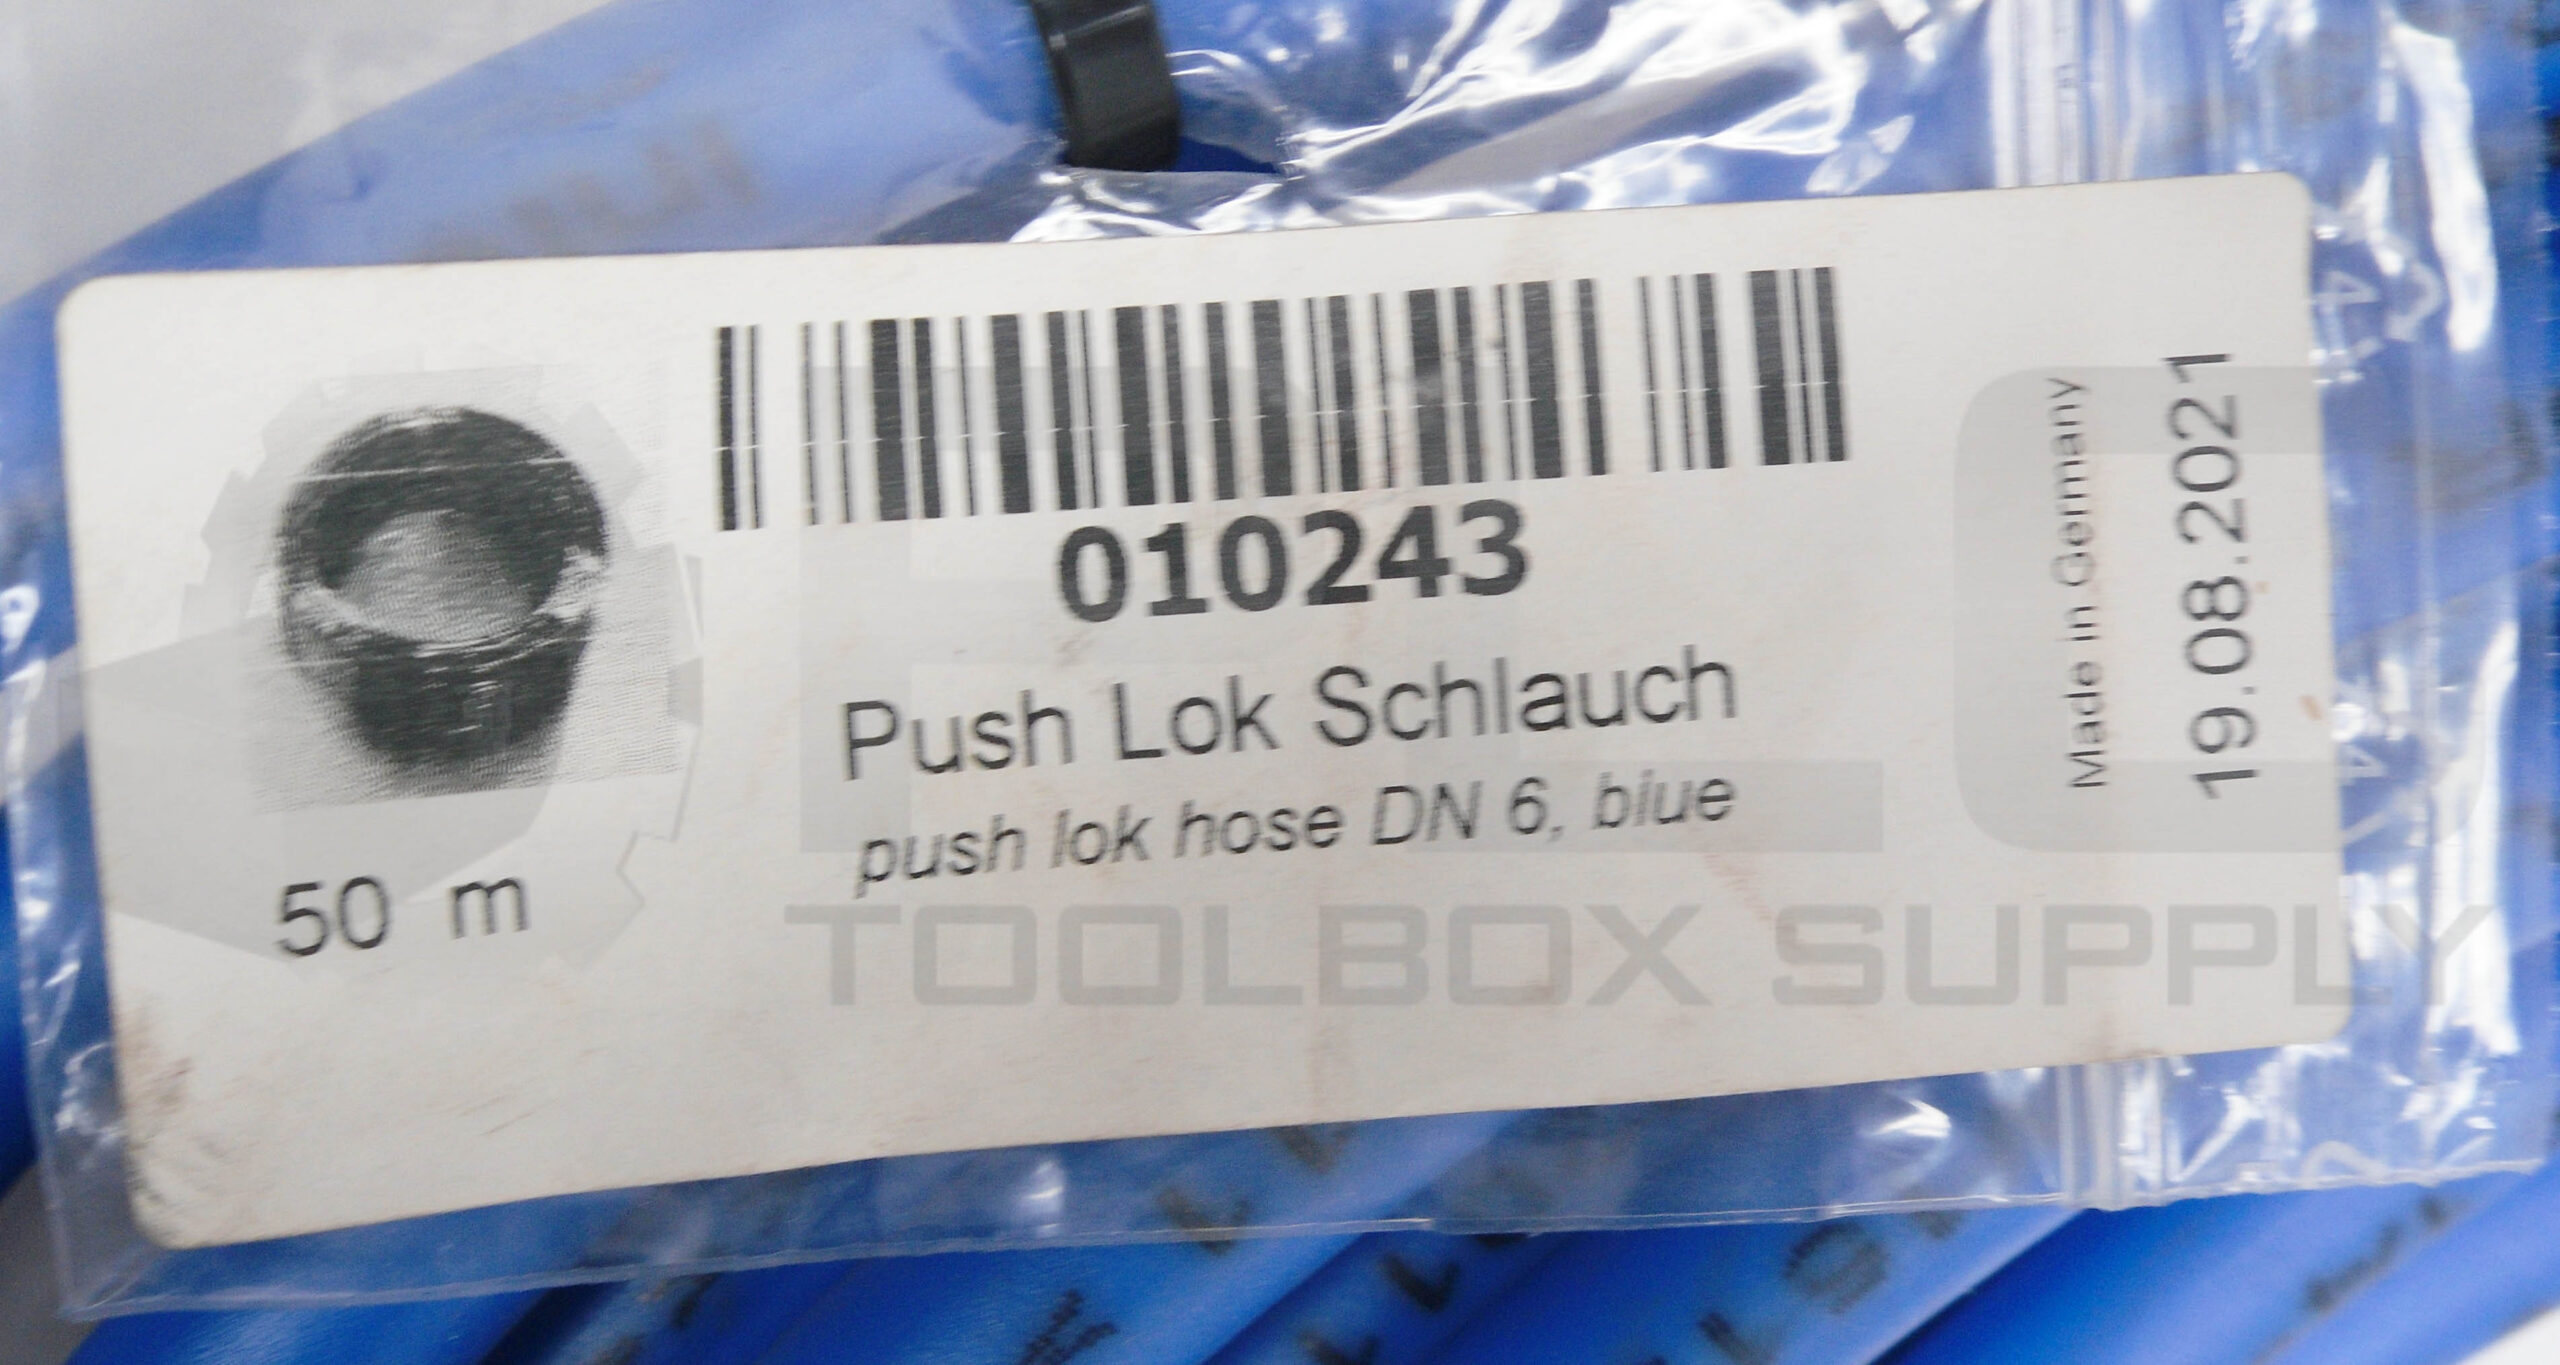 010243
Push Lok Schlauch
push lok hose DN 6, blue
50 m
Made in Germany
19.08.2021
TOOLBOX SUPPLY